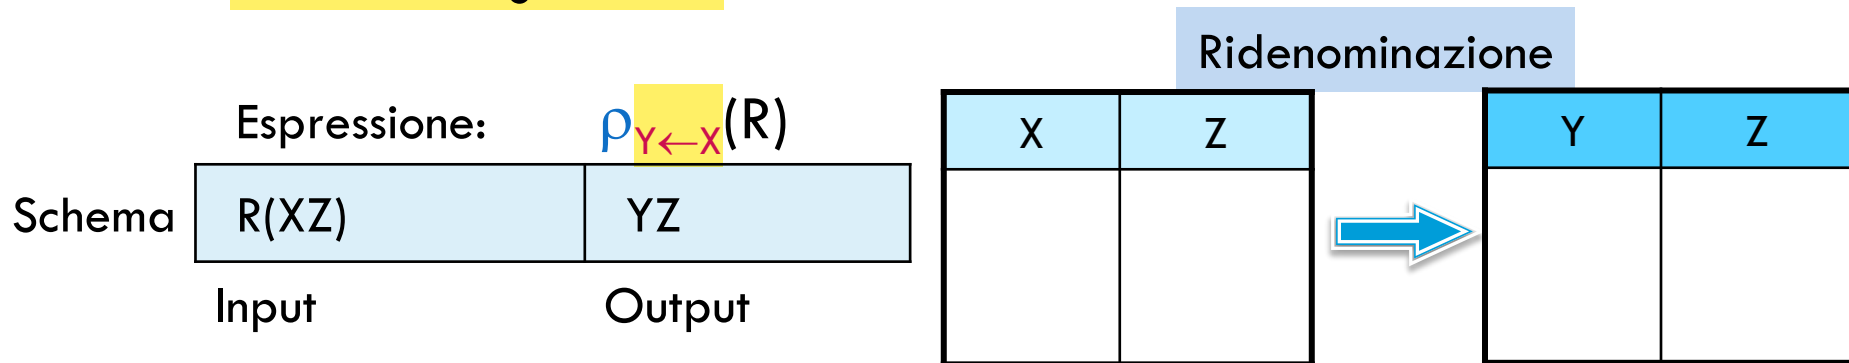 Ridenominazione
Espressione: ρY←X(R)
Schema R(XZ) YZ
Input Output
X Z
Y Z